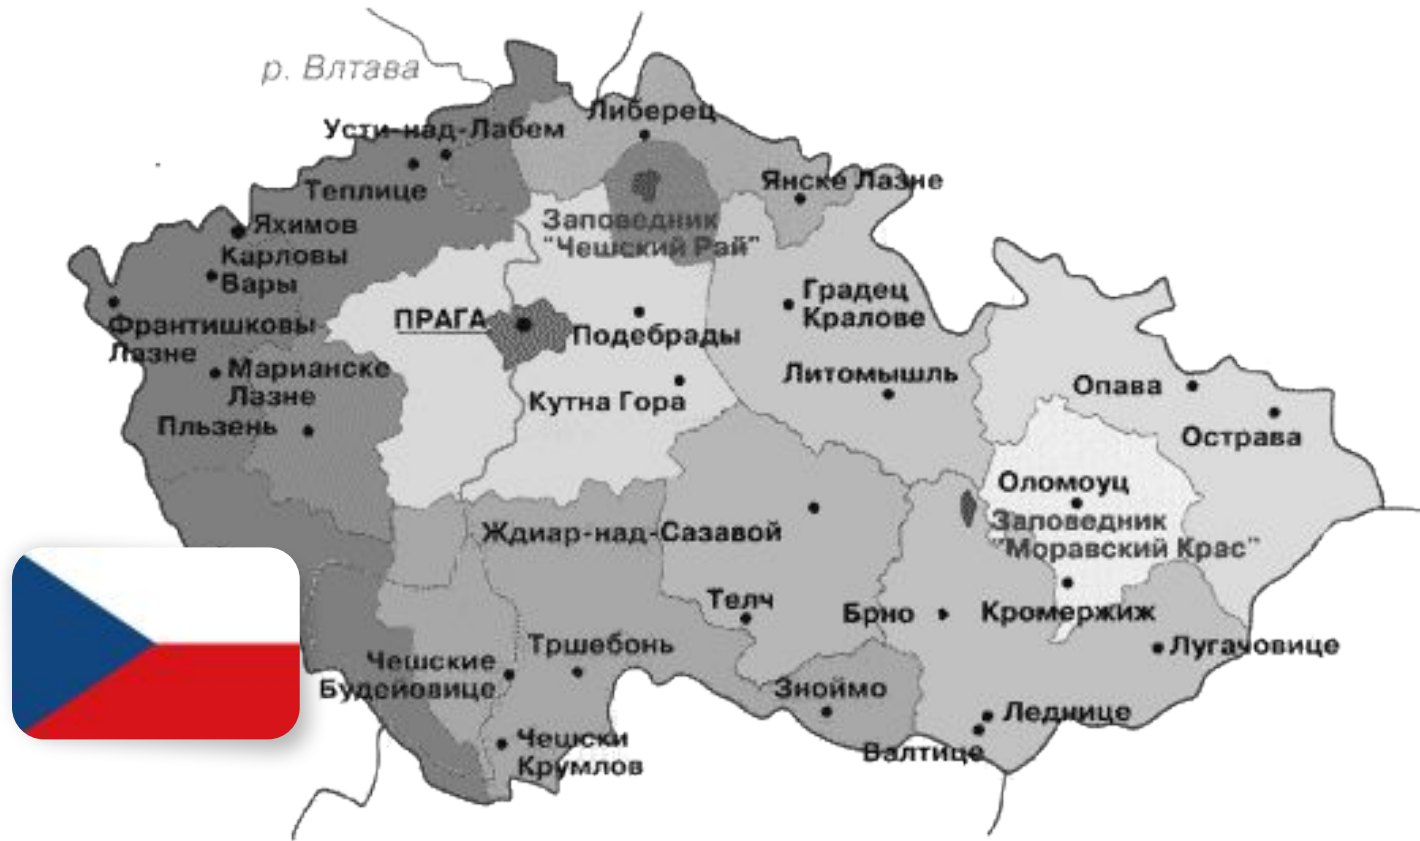 р. Влтава
Либерец
Усти-над-Лабем
Теплице
Янске Лазне
Заповедник
"Чешский Рай"
Яхимов
Карловы
Вары
Градец
Кралове
Франтишковы
Лазне
ПРАГА
Подебрады
Марианске
Лазне
Литомышль
Опава
Кутна Гора
Пльзень
Острава
Оломоуц
Заповедник
"Моравский Крас"
Ждиар-над-Сазавой
Телч
Брно
Кромержиж
Тршебонь
Лугачовице
Чешские
Будейовице
Зноймо
Леднице
Валтице
Чешски
Крумлов